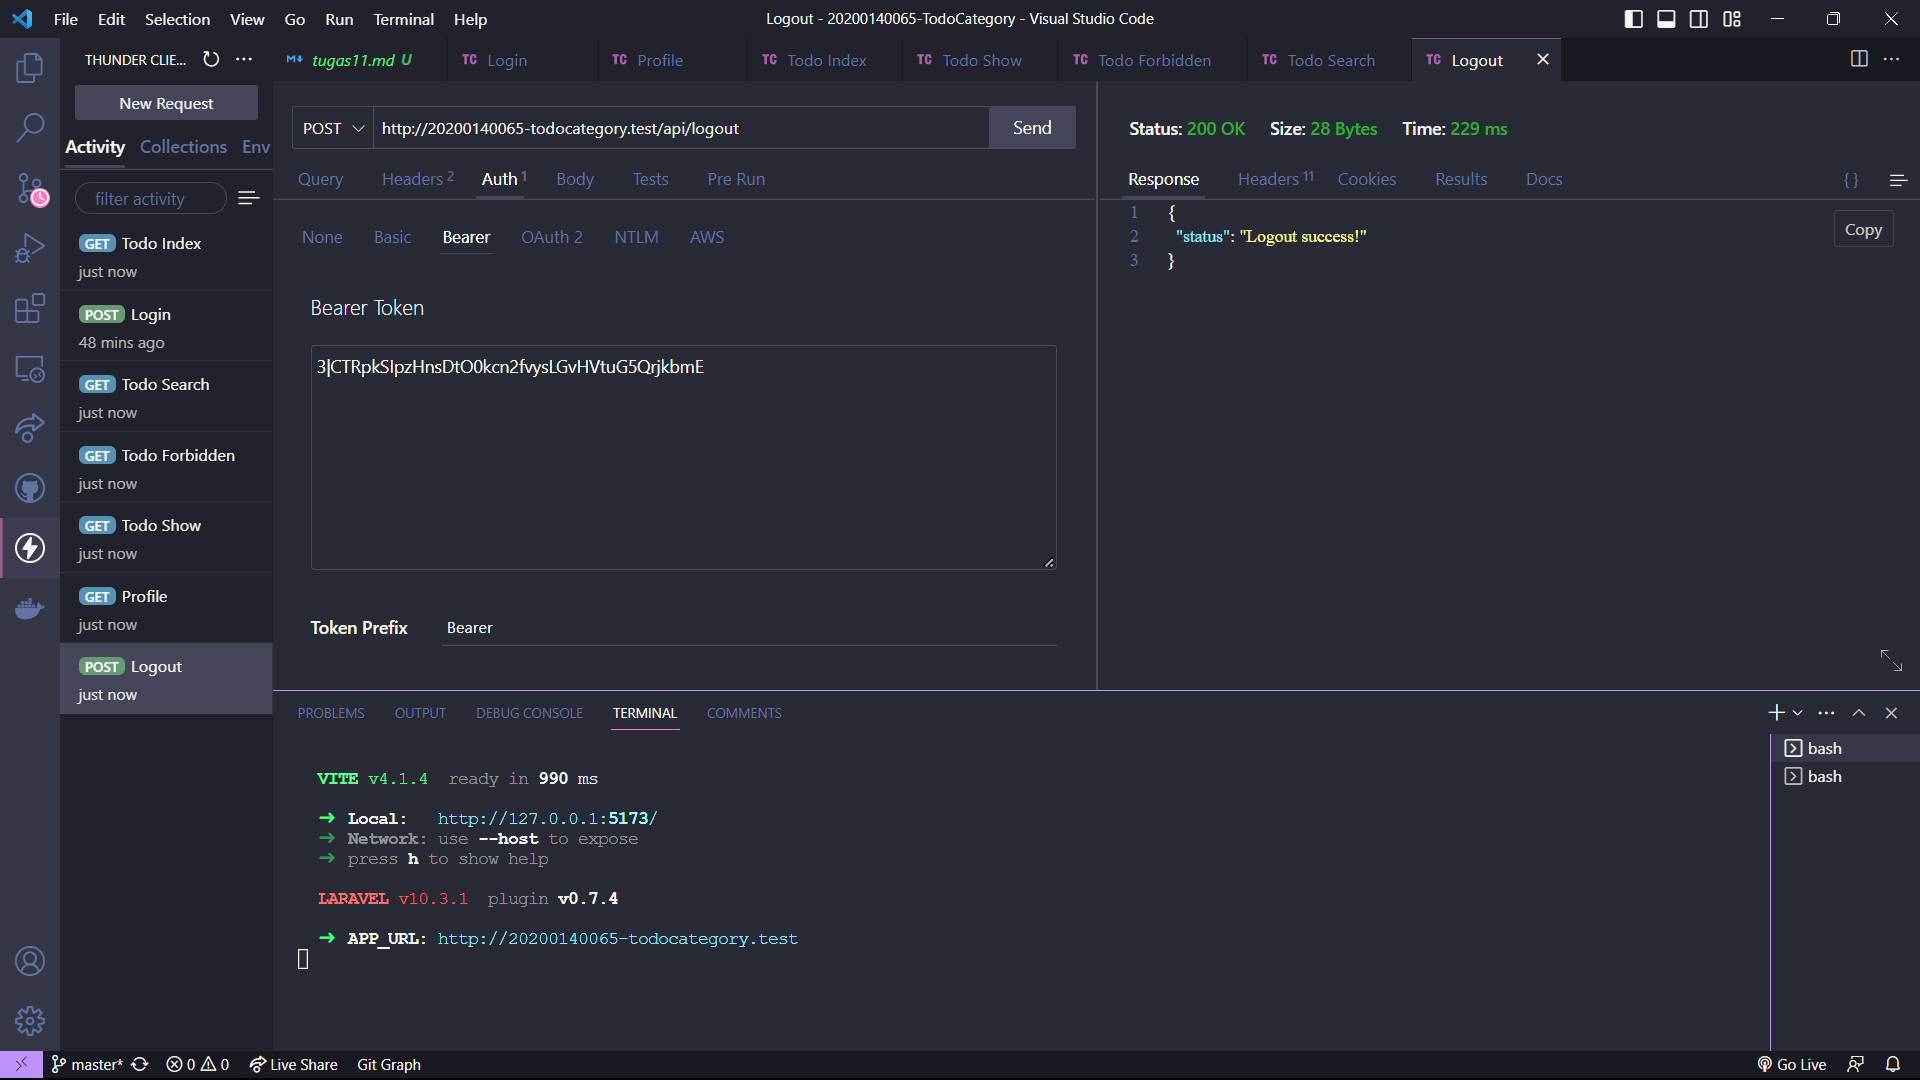 File Edit Selection View Go Run Terminal Help
Logout - 20200140065-TodoCategory - Visual Studio Code
THUNDER CLIE...
tugas11.md U
TC Login
TC Profile
TC Todo Index
TC Todo Show
TC Todo Forbidden
TC Todo Search
TC Logout
New Request
Activity Collections Env
filter activity
GET Todo Index
just now
POST Login
48 mins ago
GET Todo Search
just now
GET Todo Forbidden
just now
GET Todo Show
just now
GET Profile
just now
POST Logout
just now
POST http://20200140065-todocategory.test/api/logout Send
Query Headers 2 Auth 1 Body Tests Pre Run
None Basic Bearer OAuth 2 NTLM AWS
Bearer Token
3|CTRpkSIpzHnsDtO0kcn2fvysLGvHVtuG5QrjkbmE
Token Prefix Bearer
Status: 200 OK Size: 28 Bytes Time: 229 ms
Response Headers 11 Cookies Results Docs { }
1 {
2 "status": "Logout success!"
3 }
Copy
PROBLEMS OUTPUT DEBUG CONSOLE TERMINAL COMMENTS
VITE v4.1.4 ready in 990 ms
➜ Local: http://127.0.0.1:5173/
➜ Network: use --host to expose
➜ press h to show help
LARAVEL v10.3.1 plugin v0.7.4
➜ APP_URL: http://20200140065-todocategory.test
bash
bash
master* 0 0 Live Share Git Graph
Go Live